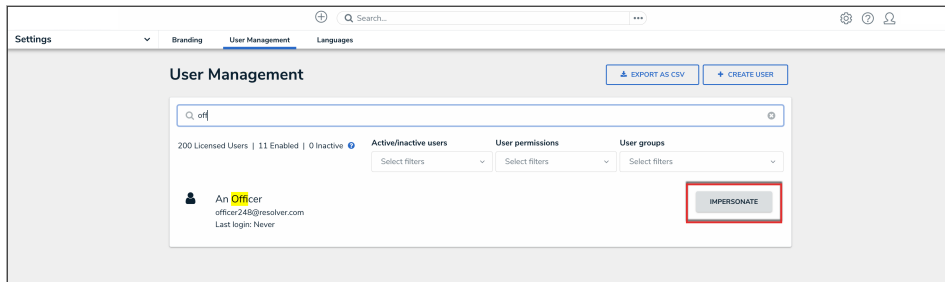 Search...
Settings
Branding User Management Languages
User Management
EXPORT AS CSV
+ CREATE USER
off
200 Licensed Users | 11 Enabled | 0 Inactive
Active/inactive users User permissions User groups
Select filters Select filters Select filters
An Officer
officer248@resolver.com
Last login: Never
IMPERSONATE